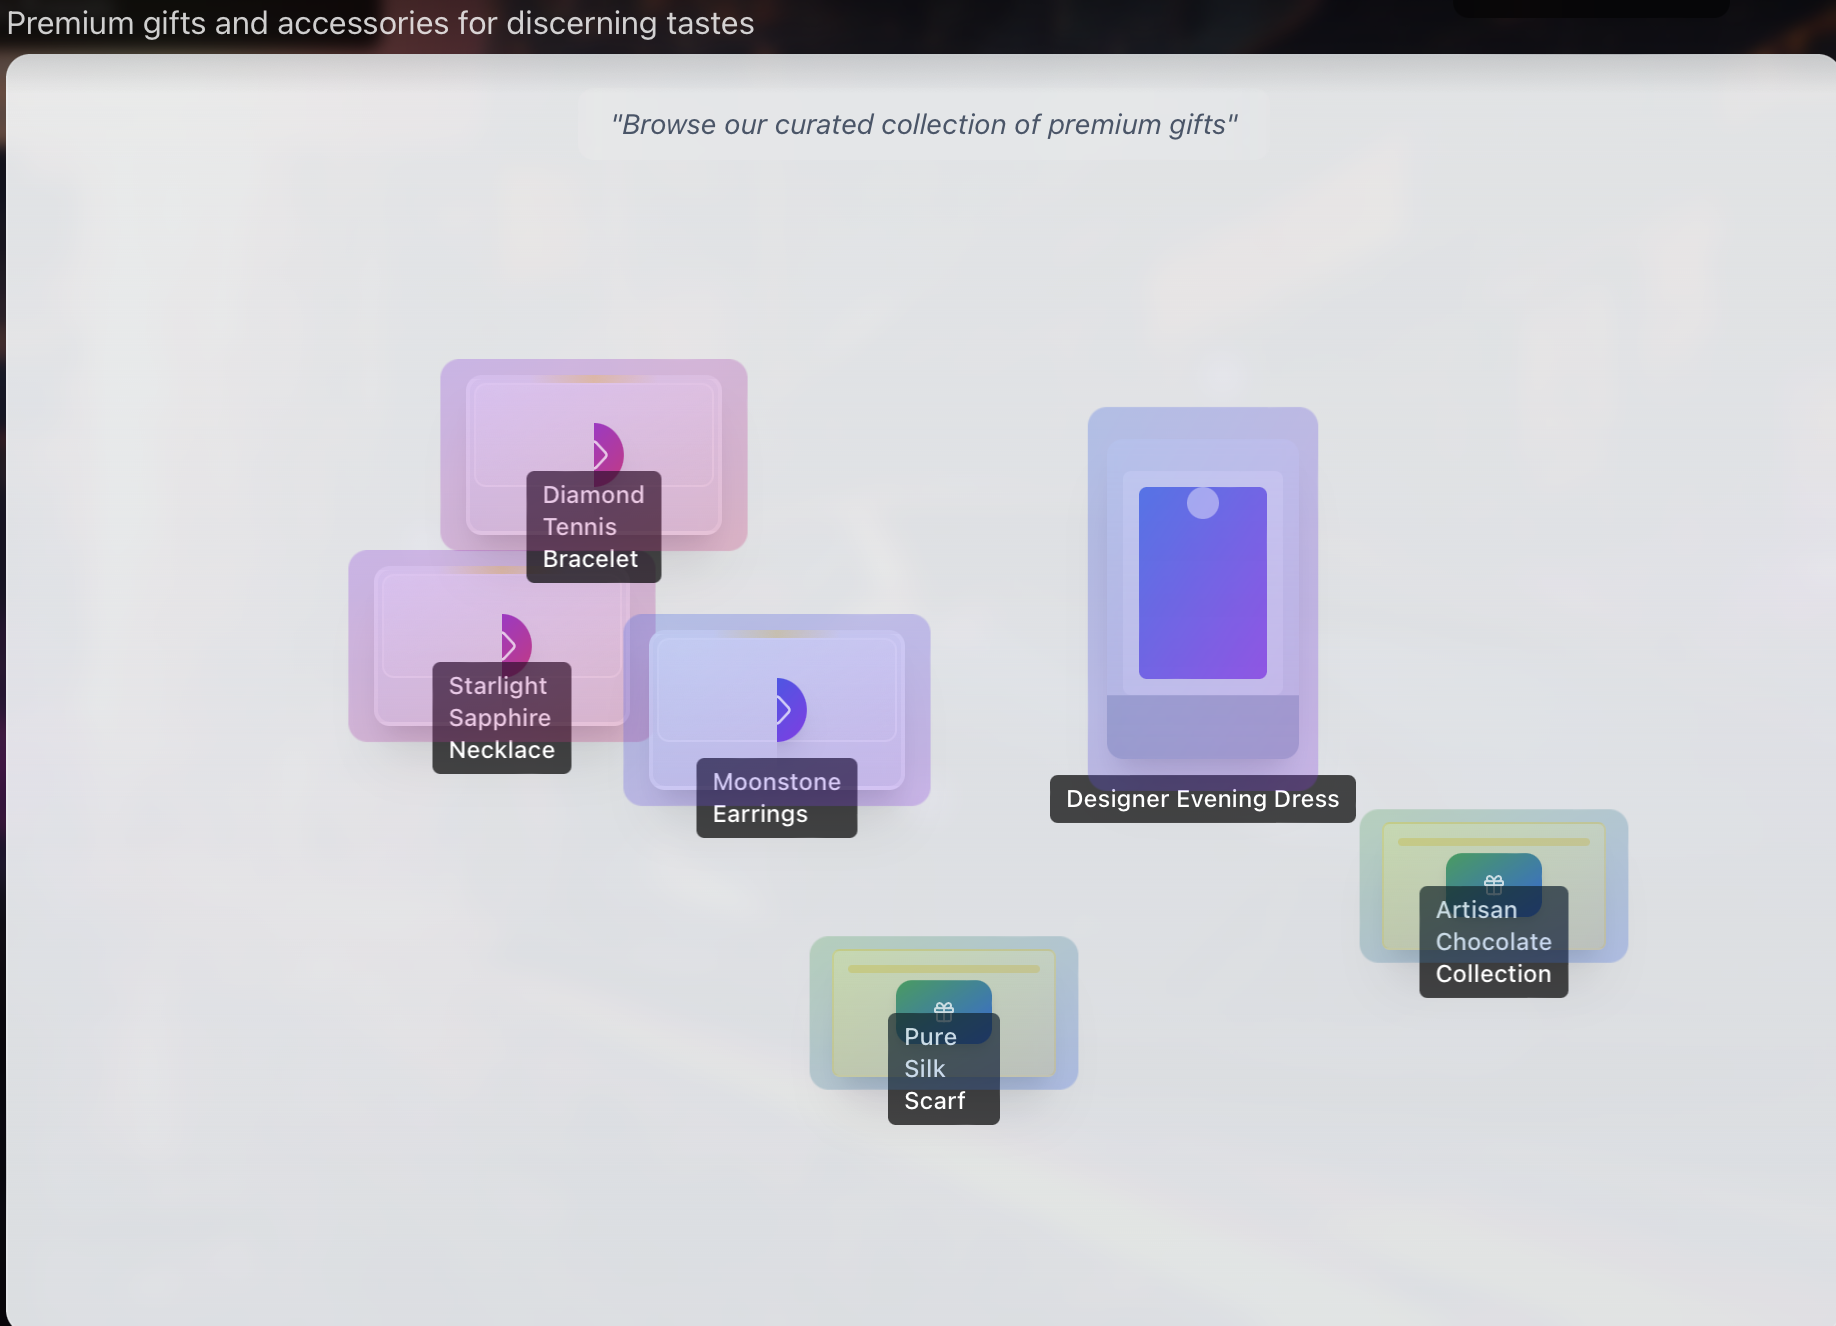 Premium gifts and accessories for discerning tastes
"Browse our curated collection of premium gifts"
Diamond
Tennis
Bracelet
Starlight
Sapphire
Necklace
Moonstone
Earrings
Designer Evening Dress
Artisan
Chocolate
Collection
Pure
Silk
Scarf